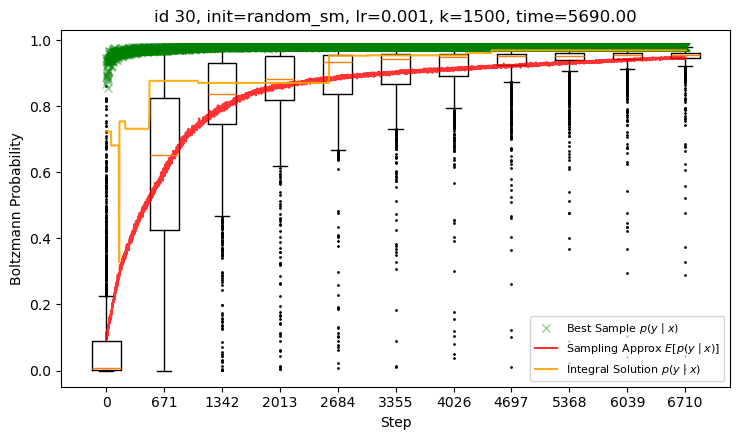 id 30, init=random_sm, lr=0.001, k=1500, time=5690.00
1.0
0.8
0.6
0.4
0.2
0.0
Boltzmann Probability
Best Sample p(y | x)
Sampling Approx E[p(y | x)]
Integral Solution p(y | x)
0 671 1342 2013 2684 3355 4026 4697 5368 6039 6710
Step